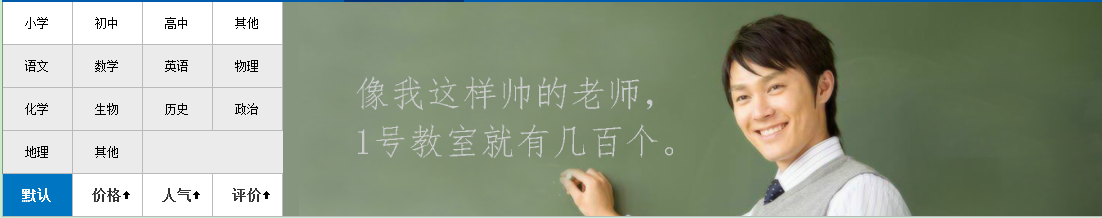 小学 初中 高中 其他
语文 数学 英语 物理
化学 生物 历史 政治
地理 其他
默认 价格↑ 人气↑ 评价↑
像我这样帅的老师，
1号教室就有几百个。